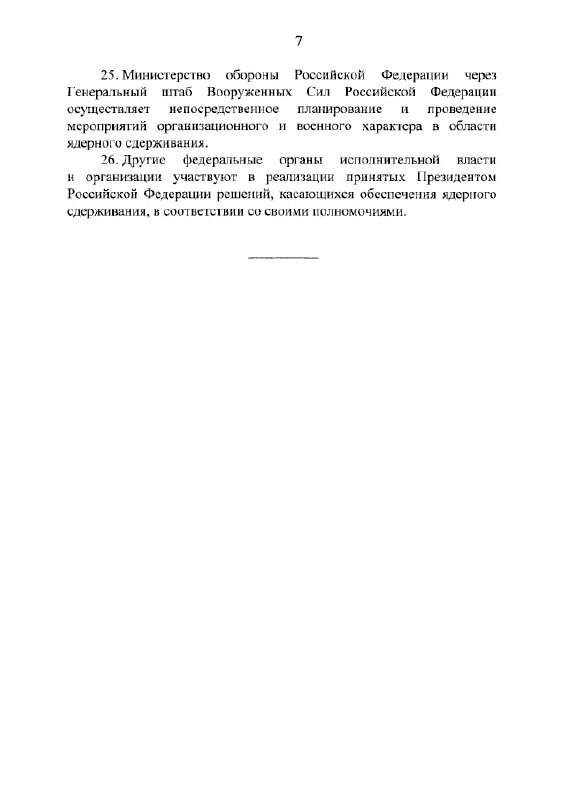 7
25. Министерство обороны Российской Федерации через
Генеральный штаб Вооруженных Сил Российской Федерации
осуществляет непосредственное планирование и проведение
мероприятий организационного и военного характера в области
ядерного сдерживания.
26. Другие федеральные органы исполнительной власти
и организации участвуют в реализации принятых Президентом
Российской Федерации решений, касающихся обеспечения ядерного
сдерживания, в соответствии со своими полномочиями.